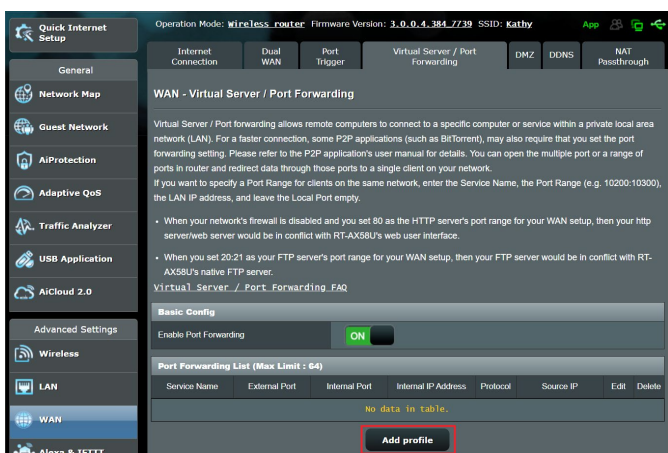 Quick Internet
Setup
Operation Mode: Wireless router Firmware Version: 3.0.0.4.384_7739 SSID: Kathy
App
Internet
Connection
Dual
WAN
Port
Trigger
Virtual Server / Port
Forwarding
DMZ
DDNS
NAT
Passthrough
General
Network Map
Guest Network
AiProtection
Adaptive QoS
Traffic Analyzer
USB Application
AiCloud 2.0
Advanced Settings
Wireless
LAN
WAN
Alexa & IFTTT
WAN - Virtual Server / Port Forwarding
Virtual Server / Port forwarding allows remote computers to connect to a specific computer or service within a private local area
network (LAN). For a faster connection, some P2P applications (such as BitTorrent), may also require that you set the port
forwarding setting. Please refer to the P2P application's user manual for details. You can open the multiple port or a range of
ports in router and redirect data through those ports to a single client on your network.
If you want to specify a Port Range for clients on the same network, enter the Service Name, the Port Range (e.g. 10200:10300),
the LAN IP address, and leave the Local Port empty.
• When your network's firewall is disabled and you set 80 as the HTTP server's port range for your WAN setup, then your http
server/web server would be in conflict with RT-AX58U's web user interface.
• When you set 20:21 as your FTP server's port range for your WAN setup, then your FTP server would be in conflict with RT-
AX58U's native FTP server.
Virtual Server / Port Forwarding FAQ
Basic Config
Enable Port Forwarding
ON
Port Forwarding List (Max Limit : 64)
Service Name External Port Internal Port Internal IP Address Protocol Source IP Edit Delete
No data in table.
Add profile